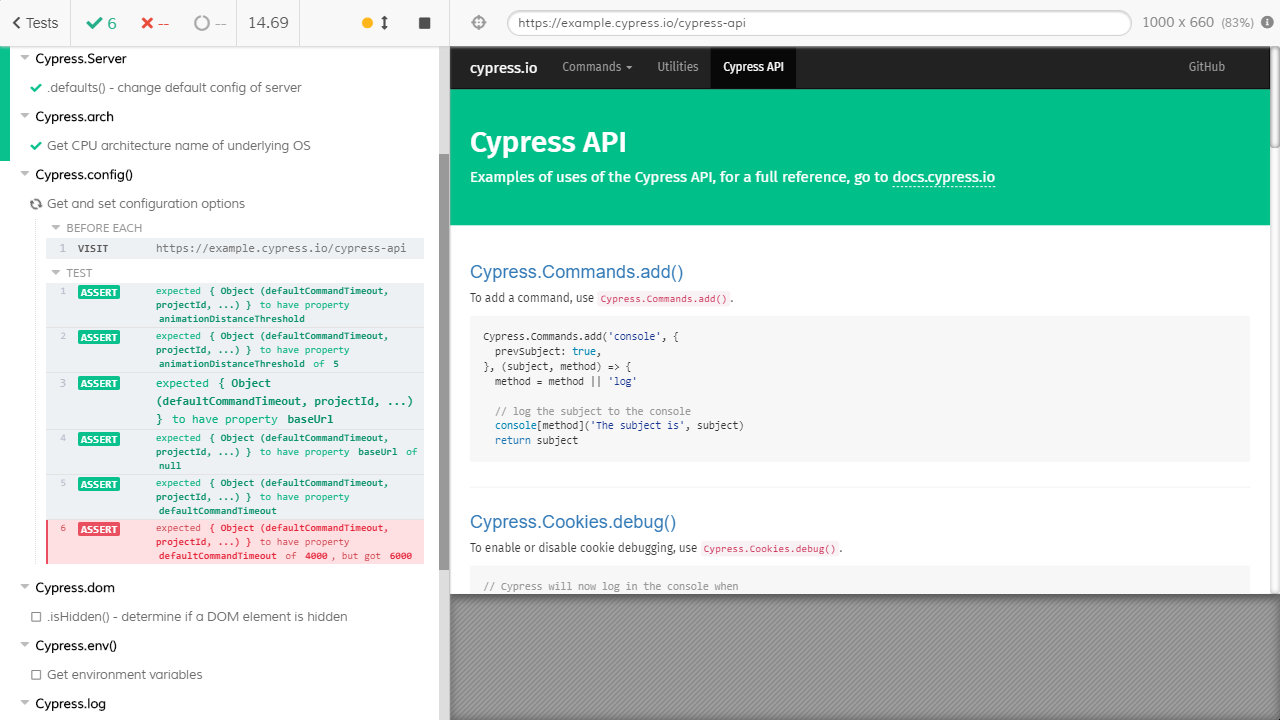 Tests 6 -- -- 14.69
https://example.cypress.io/cypress-api 1000 x 660 (83%)
Cypress.Server
.defaults() - change default config of server
Cypress.arch
Get CPU architecture name of underlying OS
Cypress.config()
Get and set configuration options
BEFORE EACH
1 VISIT https://example.cypress.io/cypress-api
TEST
1 ASSERT expected { Object (defaultCommandTimeout,
projectId, ...) } to have property
animationDistanceThreshold
2 ASSERT expected { Object (defaultCommandTimeout,
projectId, ...) } to have property
animationDistanceThreshold of 5
3 ASSERT expected { Object
(defaultCommandTimeout, projectId, ...)
} to have property baseUrl
4 ASSERT expected { Object (defaultCommandTimeout,
projectId, ...) } to have property baseUrl of
null
5 ASSERT expected { Object (defaultCommandTimeout,
projectId, ...) } to have property
defaultCommandTimeout
6 ASSERT expected { Object (defaultCommandTimeout,
projectId, ...) } to have property
defaultCommandTimeout of 4000, but got 6000
Cypress.dom
.isHidden() - determine if a DOM element is hidden
Cypress.env()
Get environment variables
Cypress.log
cypress.io Commands Utilities Cypress API GitHub
Cypress API
Examples of uses of the Cypress API, for a full reference, go to docs.cypress.io
Cypress.Commands.add()
To add a command, use Cypress.Commands.add().
Cypress.Commands.add('console', {
prevSubject: true,
}, (subject, method) => {
method = method || 'log'
// log the subject to the console
console[method]('The subject is', subject)
return subject
Cypress.Cookies.debug()
To enable or disable cookie debugging, use Cypress.Cookies.debug().
// Cypress will now log in the console when